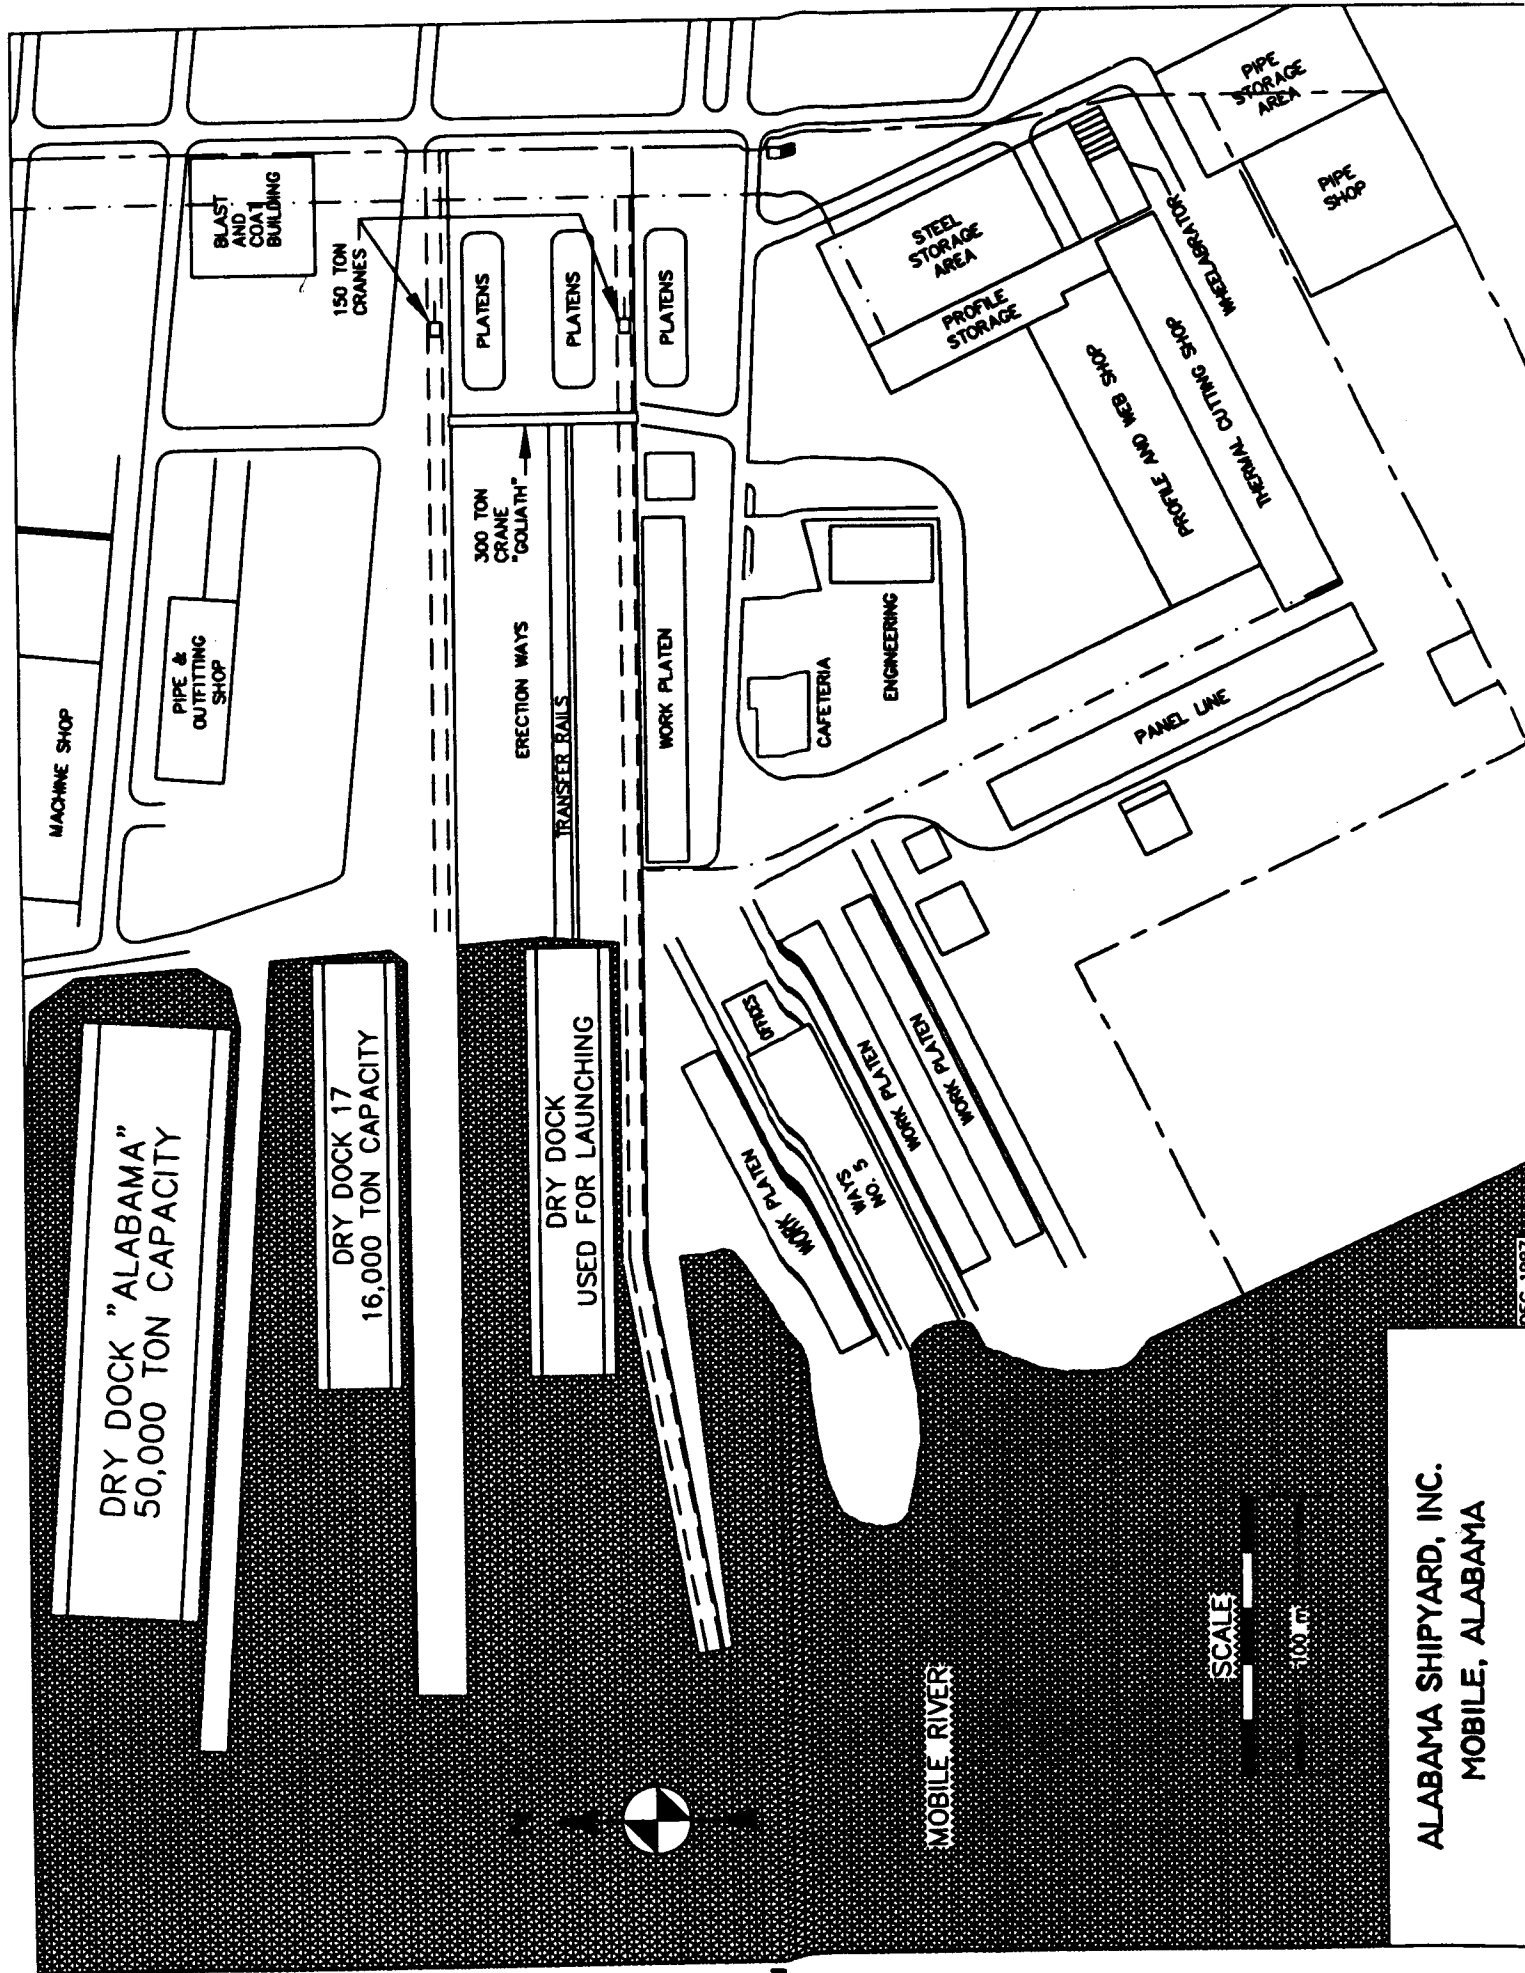 MACHINE SHOP
PIPE &
OUTFITTING
SHOP
BLAST
AND
COAT
BUILDING
150 TON
CRANES
PLATENS
PLATENS
PLATENS
300 TON
CRANE
"GOLIATH"
ERECTION WAYS
TRANSFER RAILS
WORK PLATEN
CAFETERIA
ENGINEERING
STEEL
STORAGE
AREA
PROFILE
STORAGE
PROFILE AND WEB SHOP
THERMAL CUTTING SHOP
WHEELABRATOR
PIPE
STORAGE
AREA
PIPE
SHOP
PANEL LINE
DRY DOCK "ALABAMA"
50,000 TON CAPACITY
DRY DOCK 17
16,000 TON CAPACITY
DRY DOCK
USED FOR LAUNCHING
OFFICES
WORK PLATEN
WAYS
NO. 5
WORK PLATEN
WORK PLATEN
MOBILE RIVER
SCALE
100 m
DEC 1997
ALABAMA SHIPYARD, INC.
MOBILE, ALABAMA